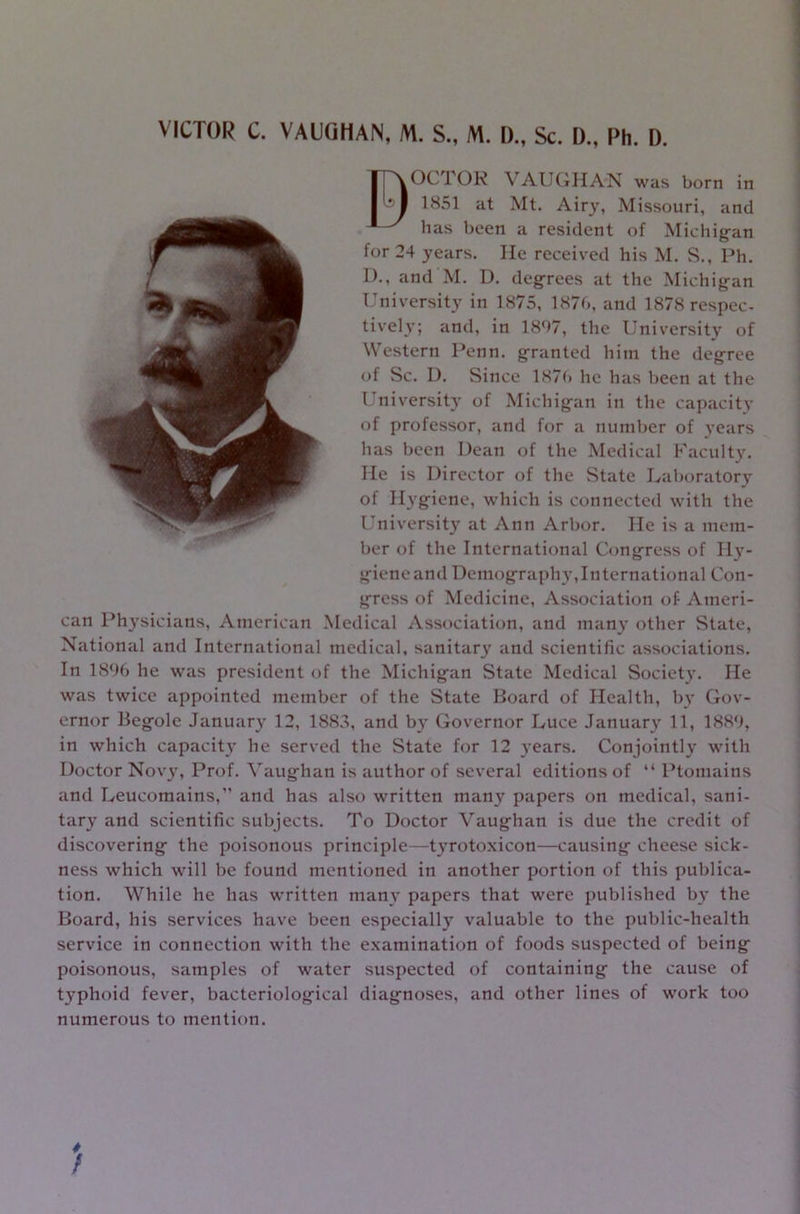 VICTOR C. VAUGHAN, M. S., M. D., Sc. D., Ph. D.
DOCTOR VAUGHAN was born in
1851 at Mt. Airy, Missouri, and
has been a resident of Michigan
for 24 years. He received his M. S., Ph.
D., and M. D. degrees at the Michigan
University in 1875, 1876, and 1878 respec-
tively; and, in 1897, the University of
Western Penn. granted him the degree
of Sc. D. Since 1876 he has been at the
University of Michigan in the capacity
of professor, and for a number of years
has been Dean of the Medical Faculty.
He is Director of the State Laboratory
of Hygiene, which is connected with the
University at Ann Arbor. He is a mem-
ber of the International Congress of Hy-
giene and Demography, International Con-
gress of Medicine, Association of Ameri-
can Physicians, American Medical Association, and many other State,
National and International medical, sanitary and scientific associations.
In 1896 he was president of the Michigan State Medical Society. He
was twice appointed member of the State Board of Health, by Gov-
ernor Begole January 12, 1883, and by Governor Luce January 11, 1889,
in which capacity he served the State for 12 years. Conjointly with
Doctor Novy, Prof. Vaughan is author of several editions of “Ptomains
and Leucomains,” and has also written many papers on medical, sani-
tary and scientific subjects. To Doctor Vaughan is due the credit of
discovering the poisonous principle—tyrotoxicon—causing cheese sick-
ness which will be found mentioned in another portion of this publica-
tion. While he has written many papers that were published by the
Board, his services have been especially valuable to the public-health
service in connection with the examination of foods suspected of being
poisonous, samples of water suspected of containing the cause of
typhoid fever, bacteriological diagnoses, and other lines of work too
numerous to mention.